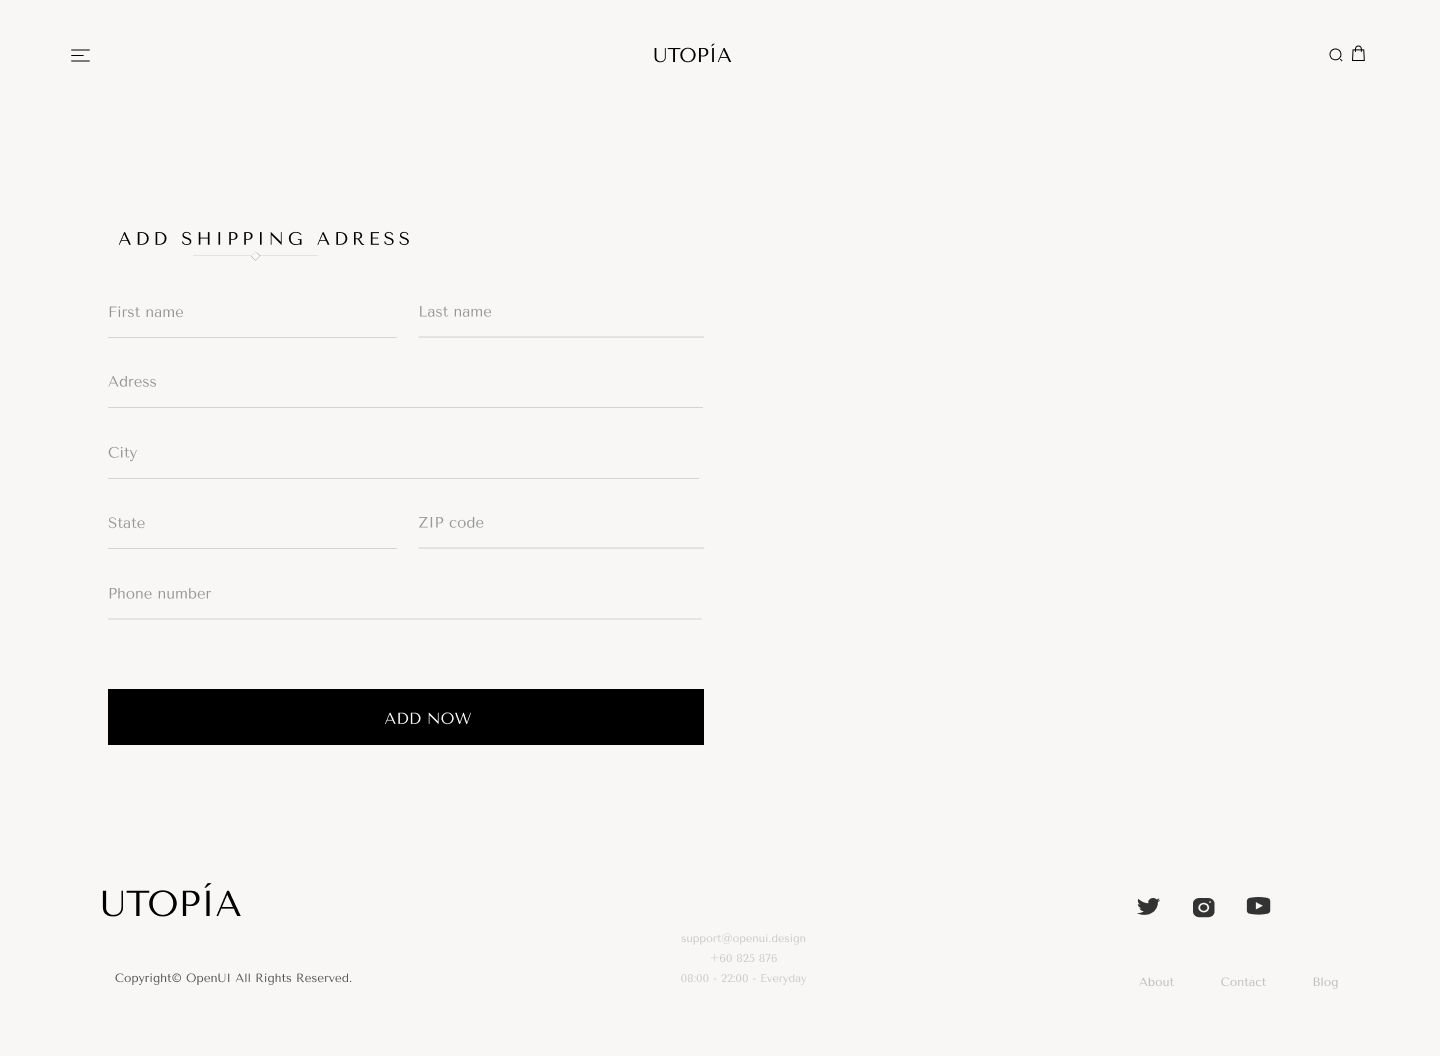 UTOPÍA
ADD SHIPPING ADRESS
First name
Last name
Adress
City
State
ZIP code
Phone number
ADD NOW
UTOPÍA
support@openui.design
+60 825 876
08:00 - 22:00 - Everyday
Copyright© OpenUI All Rights Reserved.
About
Contact
Blog